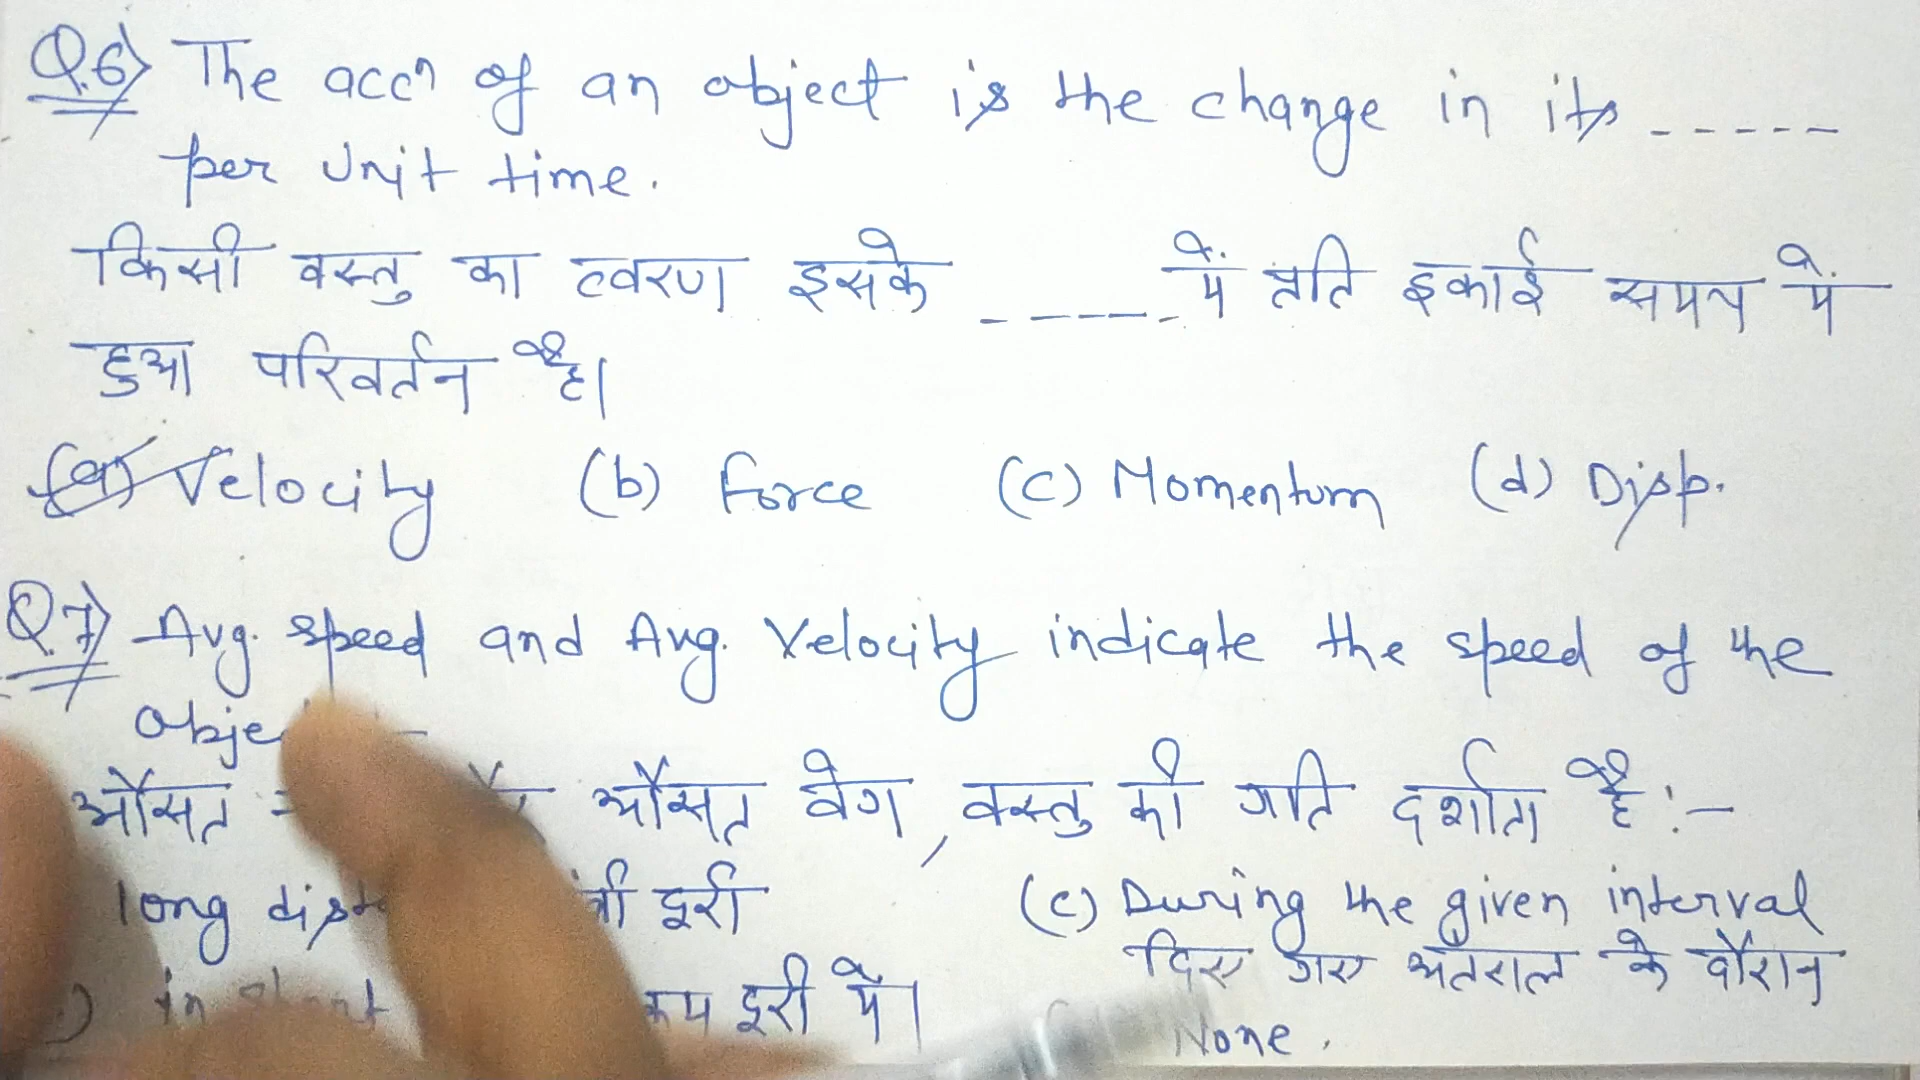 Q.6) The accn of an object is the change in its -----
per unit time.
किसी वस्तु का त्वरण इसके ----- में प्रति इकाई समय में
हुआ परिवर्तन है।
(a) Velocity (b) Force (c) Momentum (d) Disp.
Q.7) Avg. speed and Avg. Velocity indicate the speed of the
औसत औसत वेग, वस्तु की गति दर्शाता है:-
long दूरी (c) During the given interval
दिए गए अंतराल के दौरान
in short कम दूरी में।
None.